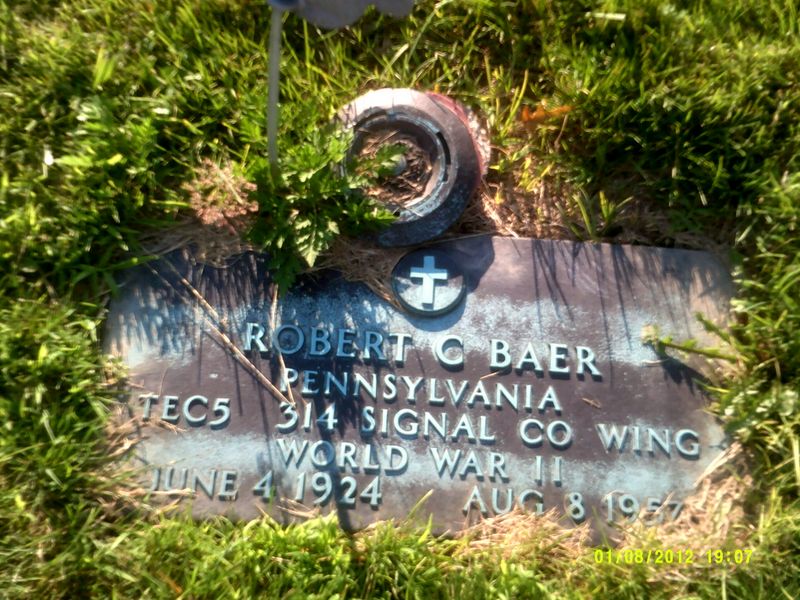 ROBERT C BAER
PENNSYLVANIA
TEC5 314 SIGNAL CO WING
WORLD WAR II
JUNE 4 1924 AUG 8 1957
01/08/2012 19:07